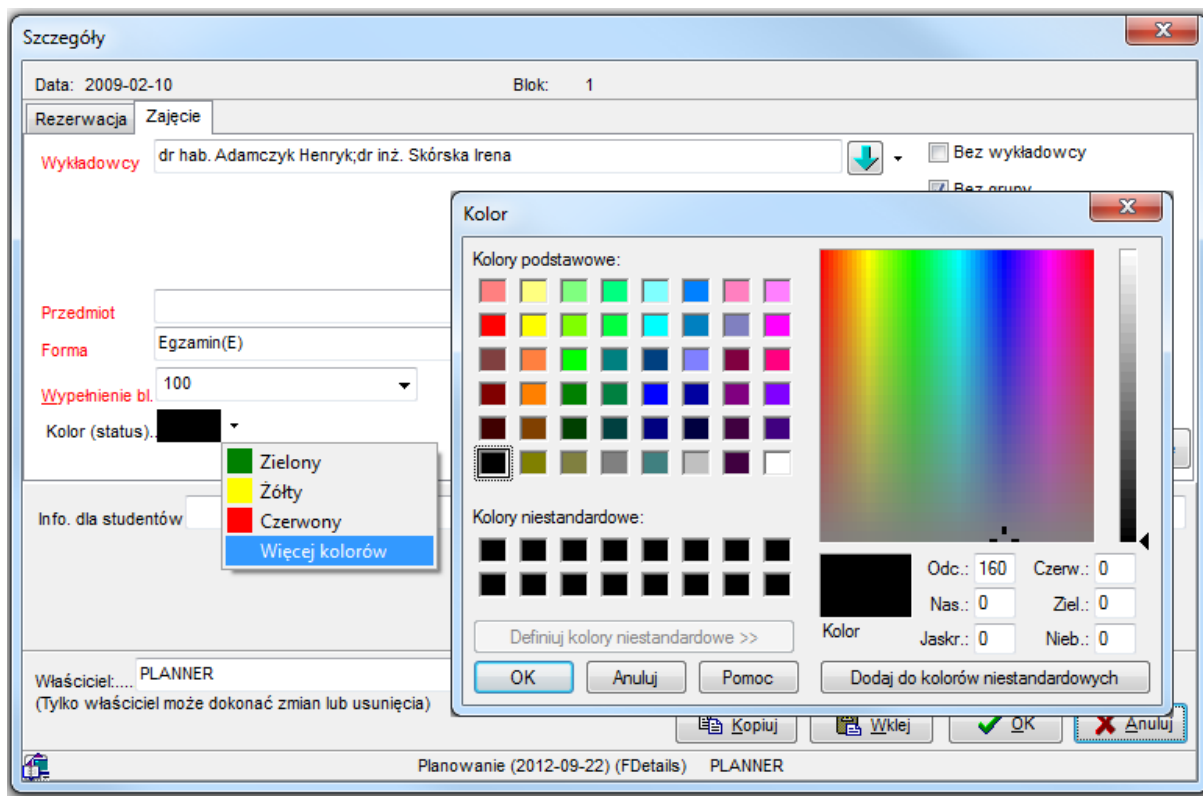 Szczegóły
Data: 2009-02-10 Blok: 1
Rezerwacja Zajęcie
Wykładowcy dr hab. Adamczyk Henryk;dr inż. Skórska Irena Bez wykładowcy
Bez grupy
Kolor
Kolory podstawowe:
Przedmiot
Forma Egzamin(E)
Wypełnienie bl. 100
Kolor (status)..
Zielony
Żółty
Czerwony
Więcej kolorów
Info. dla studentów
Kolory niestandardowe:
Odc.: 160 Czerw.: 0
Nas.: 0 Ziel.: 0
Kolor Jaskr.: 0 Nieb.: 0
Definiuj kolory niestandardowe >>
OK Anuluj Pomoc Dodaj do kolorów niestandardowych
Właściciel:.... PLANNER
(Tylko właściciel może dokonać zmian lub usunięcia)
Kopiuj Wklej OK Anuluj
Planowanie (2012-09-22) (FDetails) PLANNER